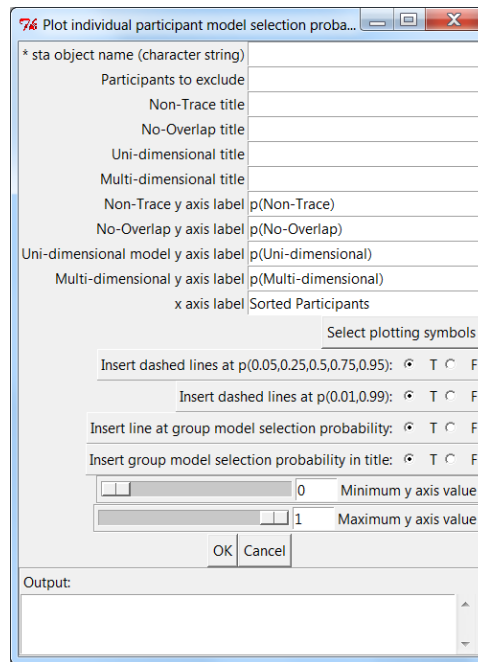 Plot individual participant model selection proba...
* sta object name (character string)
Participants to exclude
Non-Trace title
No-Overlap title
Uni-dimensional title
Multi-dimensional title
Non-Trace y axis label p(Non-Trace)
No-Overlap y axis label p(No-Overlap)
Uni-dimensional model y axis label p(Uni-dimensional)
Multi-dimensional y axis label p(Multi-dimensional)
x axis label Sorted Participants
Select plotting symbols
Insert dashed lines at p(0.05,0.25,0.5,0.75,0.95): T F
Insert dashed lines at p(0.01,0.99): T F
Insert line at group model selection probability: T F
Insert group model selection probability in title: T F
0 Minimum y axis value
1 Maximum y axis value
OK Cancel
Output: